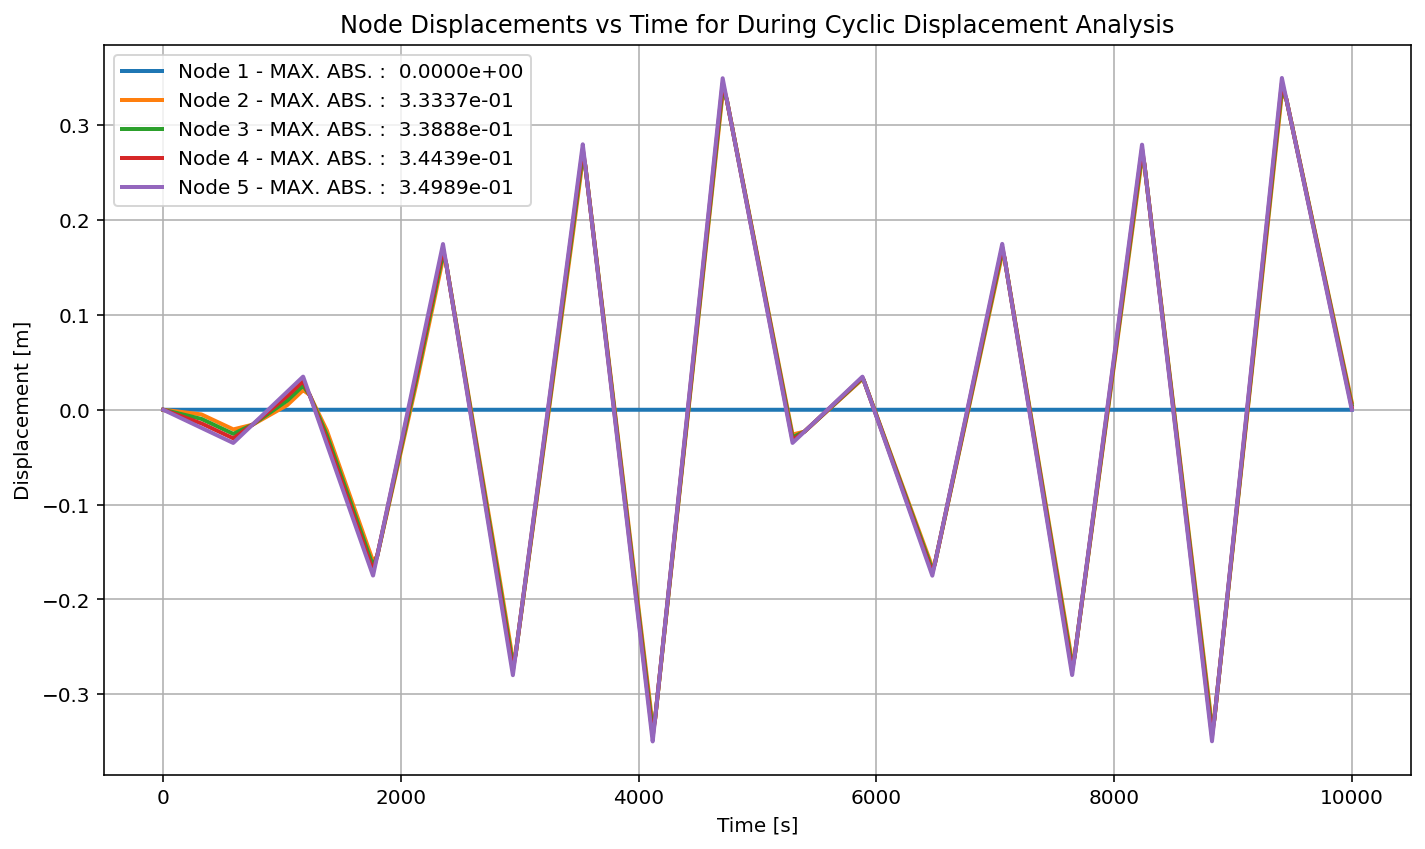 Node Displacements vs Time for During Cyclic Displacement Analysis
Node 1 - MAX. ABS. :  0.0000e+00
Node 2 - MAX. ABS. :  3.3337e-01
Node 3 - MAX. ABS. :  3.3888e-01
Node 4 - MAX. ABS. :  3.4439e-01
Node 5 - MAX. ABS. :  3.4989e-01
Displacement [m]
0.3
0.2
0.1
0.0
−0.1
−0.2
−0.3
0 2000 4000 6000 8000 10000
Time [s]